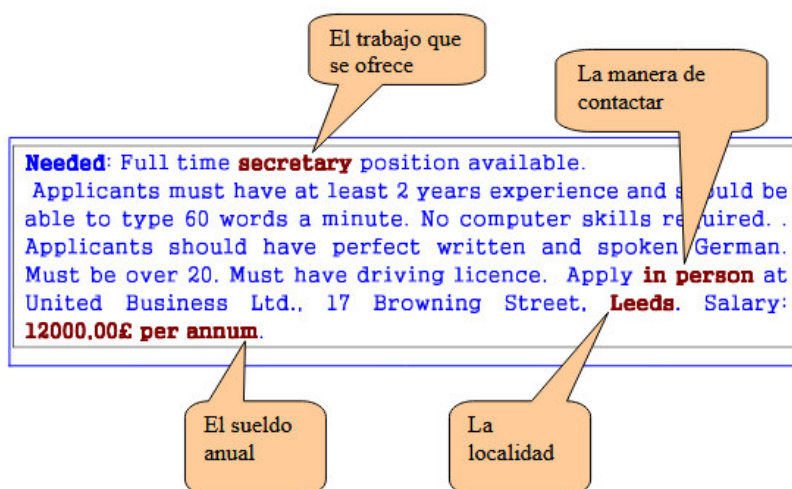 El trabajo que
se ofrece
La manera de
contactar
Needed: Full time secretary position available.
Applicants must have at least 2 years experience and should be
able to type 60 words a minute. No computer skills required. .
Applicants should have perfect written and spoken German.
Must be over 20. Must have driving licence. Apply in person at
United Business Ltd., 17 Browning Street, Leeds. Salary:
12000,00£ per annum.
El sueldo
anual
La
localidad